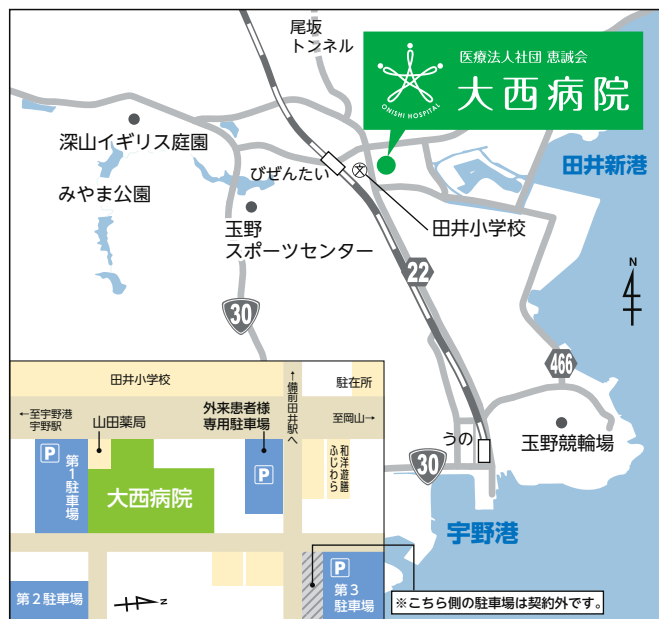 尾坂
トンネル
医療法人社団 恵誠会
大西病院
ONISHI HOSPITAL
深山イギリス庭園
みやま公園
びぜんたい
文
田井新港
玉野
スポーツセンター
田井小学校
22
30
N
466
玉野競輪場
うの
30
宇野港
田井小学校
←備前田井駅へ
駐在所
←至宇野港
宇野駅
山田薬局
外来患者様
専用駐車場
至岡山→
P
第1駐車場
大西病院
P
和洋遊膳
ふじわら
第2駐車場
N
P
第3
駐車場
※こちら側の駐車場は契約外です。